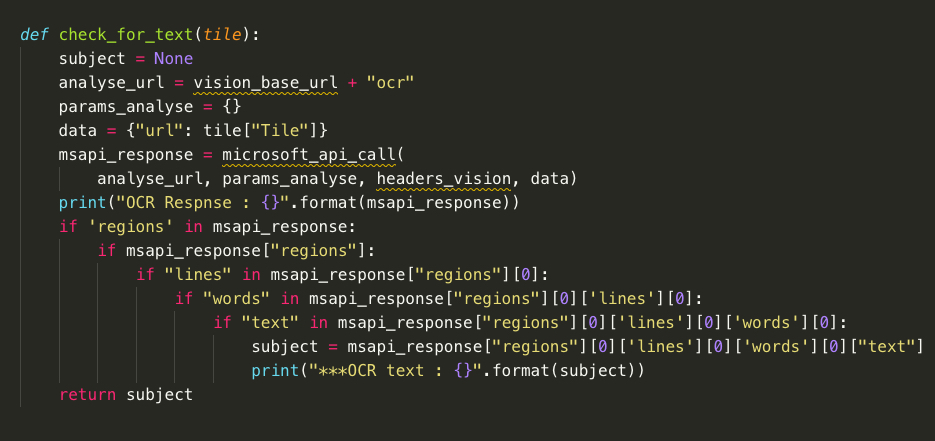 def check_for_text(tile):
    subject = None
    analyse_url = vision_base_url + "ocr"
    params_analyse = {}
    data = {"url": tile["Tile"]}
    msapi_response = microsoft_api_call(
        analyse_url, params_analyse, headers_vision, data)
    print("OCR Respnse : {}".format(msapi_response))
    if 'regions' in msapi_response:
        if msapi_response["regions"]:
            if "lines" in msapi_response["regions"][0]:
                if "words" in msapi_response["regions"][0]['lines'][0]:
                    if "text" in msapi_response["regions"][0]['lines'][0]['words'][0]:
                        subject = msapi_response["regions"][0]['lines'][0]['words'][0]["text"]
                        print("***OCR text : {}".format(subject))
    return subject